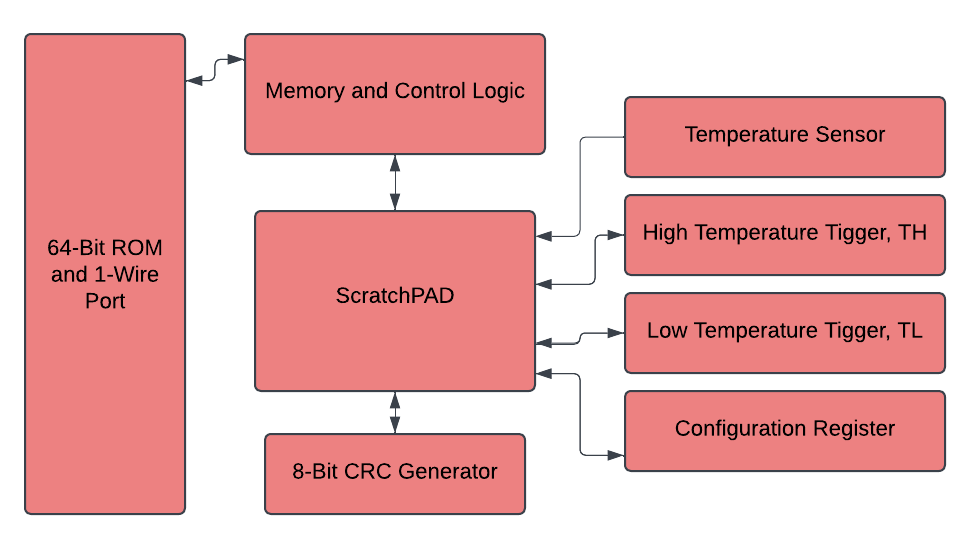 Memory and Control Logic
Temperature Sensor
High Temperature Tigger, TH
64-Bit ROM
and 1-Wire
Port
ScratchPAD
Low Temperature Tigger, TL
Configuration Register
8-Bit CRC Generator